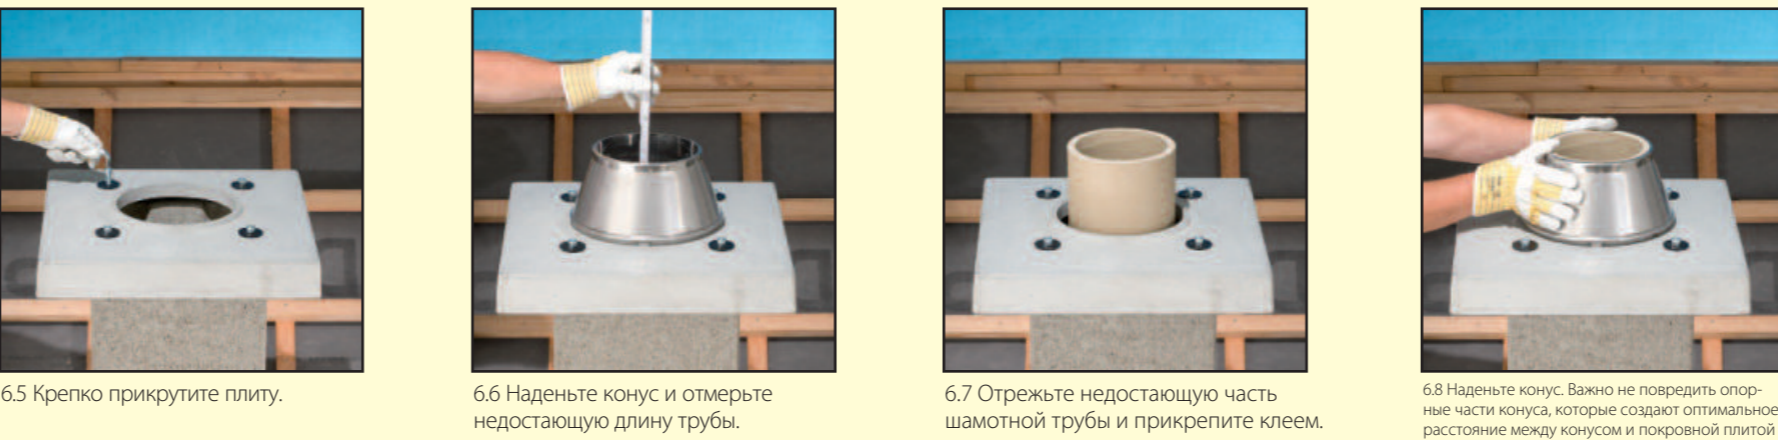 6.5 Крепко прикрутите плиту.
6.6 Наденьте конус и отмерьте
недостающую длину трубы.
6.7 Отрежьте недостающую часть
шамотной трубы и прикрепите клеем.
6.8 Наденьте конус. Важно не повредить опор-
ные части конуса, которые создают оптимальное
расстояние между конусом и покровной плитой